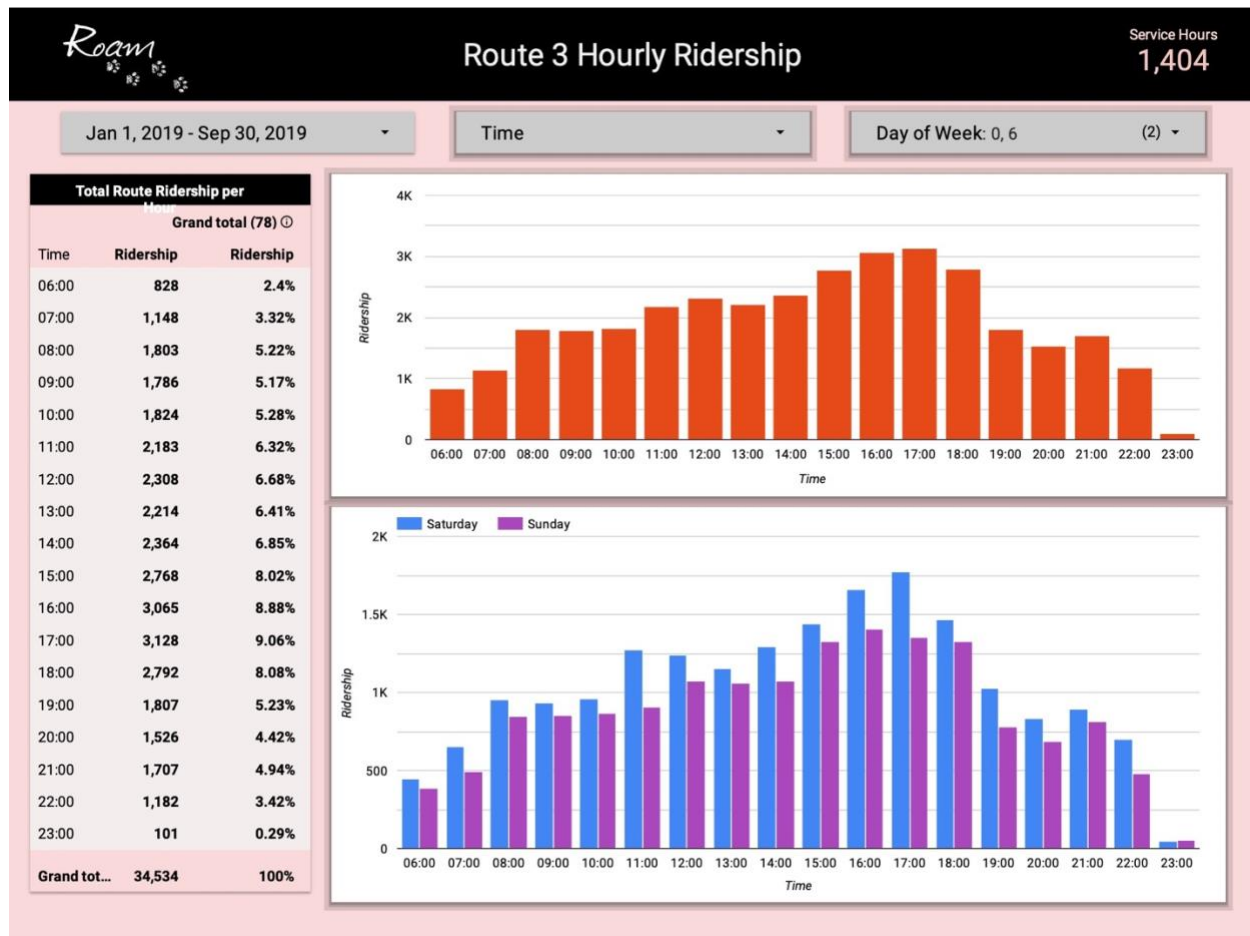 Roam
Route 3 Hourly Ridership
Service Hours
1,404
Jan 1, 2019 - Sep 30, 2019
Time
Day of Week: 0, 6 (2)
Total Route Ridership per
Hour
Grand total (78)
Time Ridership Ridership
06:00 828 2.4%
07:00 1,148 3.32%
08:00 1,803 5.22%
09:00 1,786 5.17%
10:00 1,824 5.28%
11:00 2,183 6.32%
12:00 2,308 6.68%
13:00 2,214 6.41%
14:00 2,364 6.85%
15:00 2,768 8.02%
16:00 3,065 8.88%
17:00 3,128 9.06%
18:00 2,792 8.08%
19:00 1,807 5.23%
20:00 1,526 4.42%
21:00 1,707 4.94%
22:00 1,182 3.42%
23:00 101 0.29%
Grand tot... 34,534 100%
4K
3K
2K
1K
0
Ridership
06:00 07:00 08:00 09:00 10:00 11:00 12:00 13:00 14:00 15:00 16:00 17:00 18:00 19:00 20:00 21:00 22:00 23:00
Time
Saturday Sunday
2K
1.5K
1K
500
0
Ridership
06:00 07:00 08:00 09:00 10:00 11:00 12:00 13:00 14:00 15:00 16:00 17:00 18:00 19:00 20:00 21:00 22:00 23:00
Time